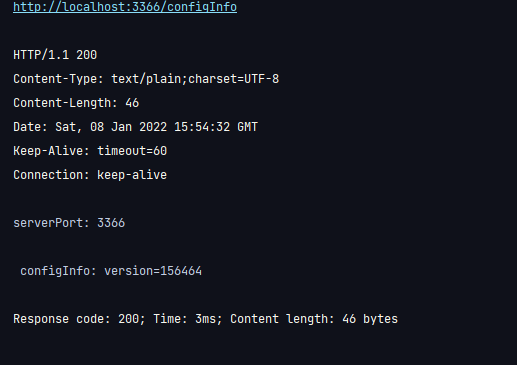 http://localhost:3366/configInfo
HTTP/1.1 200
Content-Type: text/plain;charset=UTF-8
Content-Length: 46
Date: Sat, 08 Jan 2022 15:54:32 GMT
Keep-Alive: timeout=60
Connection: keep-alive
serverPort: 3366
configInfo: version=156464
Response code: 200; Time: 3ms; Content length: 46 bytes